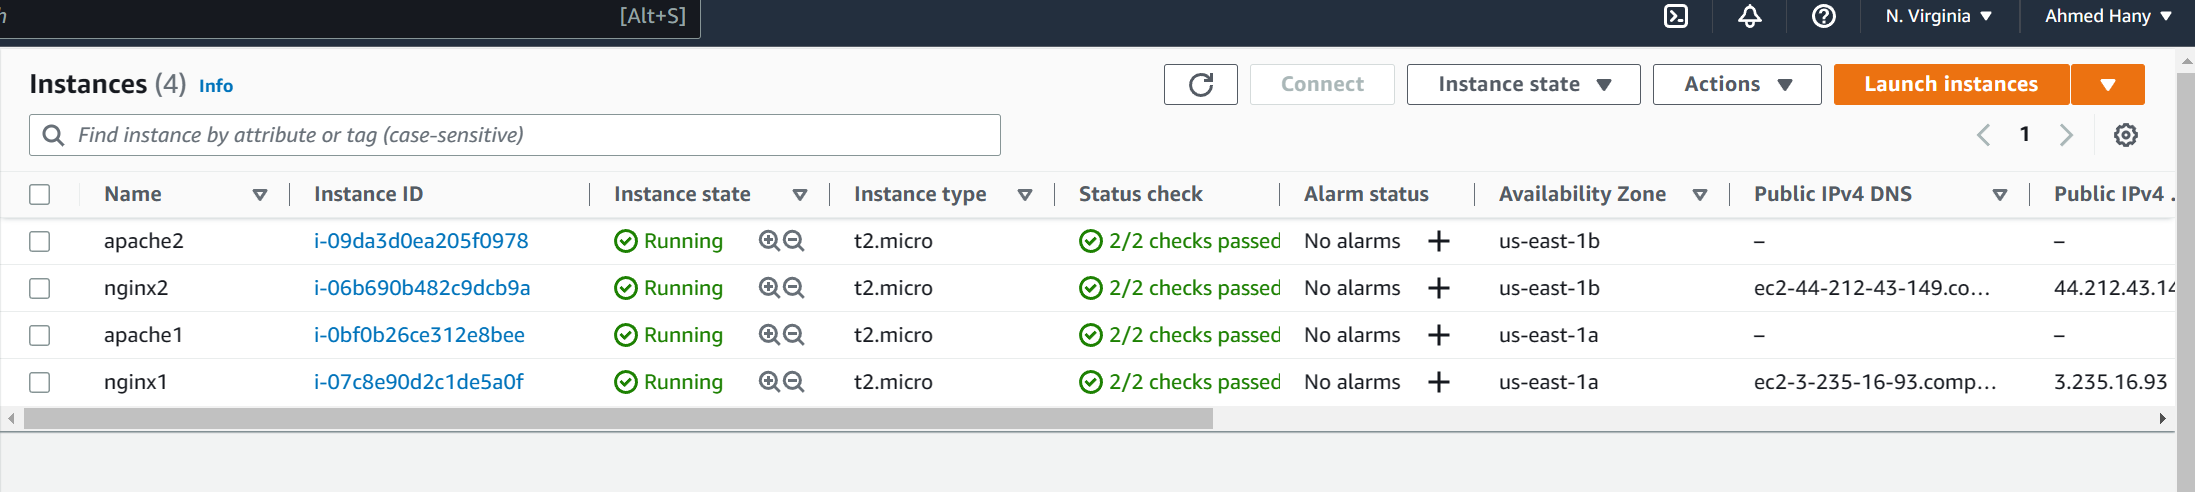 [Alt+S] N. Virginia Ahmed Hany
Instances (4) Info Connect Instance state Actions Launch instances
Find instance by attribute or tag (case-sensitive) 1
Name Instance ID Instance state Instance type Status check Alarm status Availability Zone Public IPv4 DNS Public IPv4 .
apache2 i-09da3d0ea205f0978 Running t2.micro 2/2 checks passed No alarms + us-east-1b – –
nginx2 i-06b690b482c9dcb9a Running t2.micro 2/2 checks passed No alarms + us-east-1b ec2-44-212-43-149.co... 44.212.43.14
apache1 i-0bf0b26ce312e8bee Running t2.micro 2/2 checks passed No alarms + us-east-1a – –
nginx1 i-07c8e90d2c1de5a0f Running t2.micro 2/2 checks passed No alarms + us-east-1a ec2-3-235-16-93.comp... 3.235.16.93